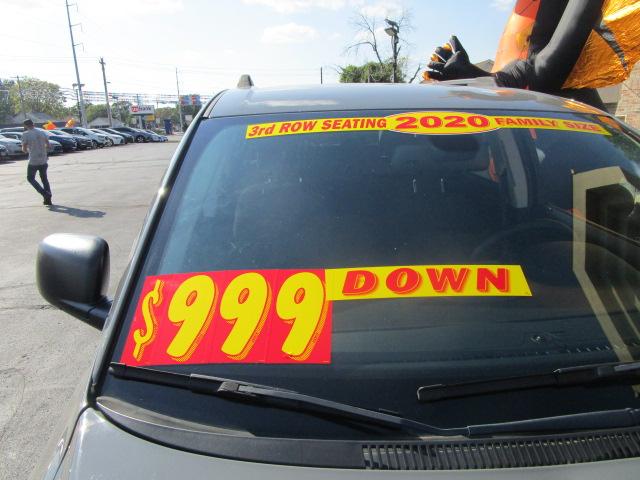 3rd ROW SEATING 2020 FAMILY SIZE
$999 DOWN